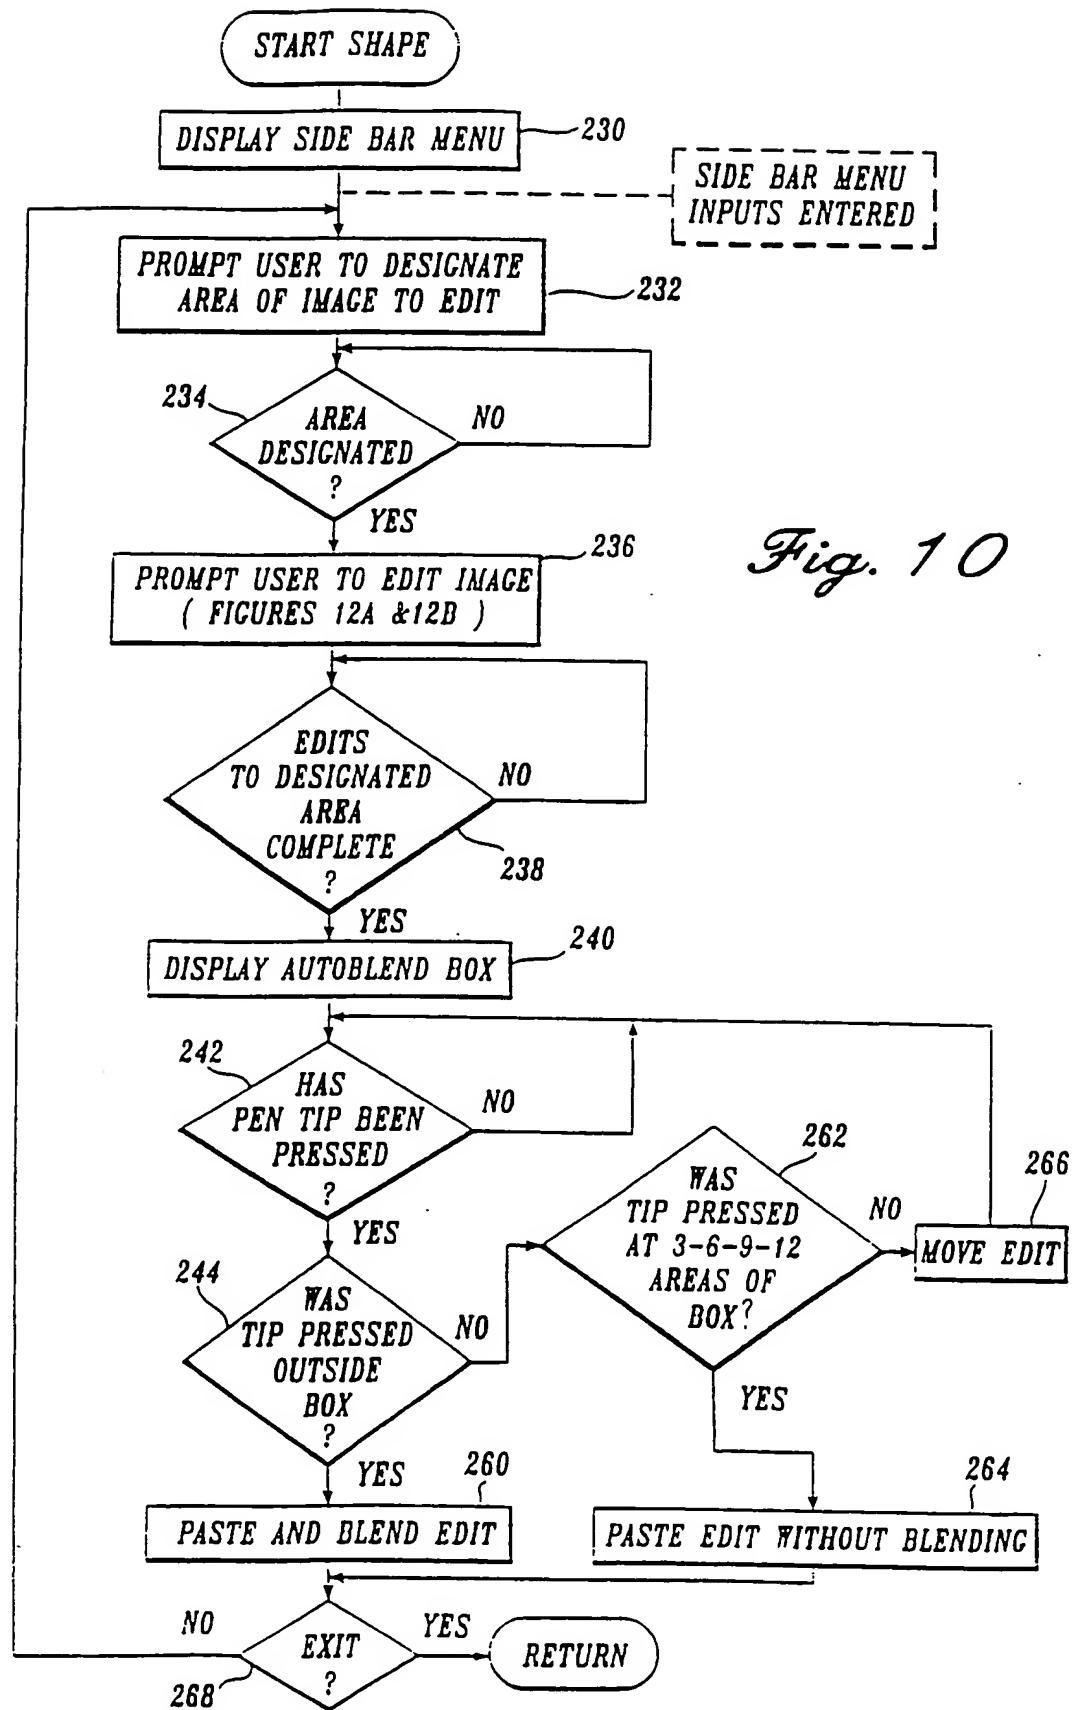 START SHAPE
DISPLAY SIDE BAR MENU
230
SIDE BAR MENU
INPUTS ENTERED
PROMPT USER TO DESIGNATE
AREA OF IMAGE TO EDIT
232
234
AREA
DESIGNATED
?
NO
YES
Fig. 10
236
PROMPT USER TO EDIT IMAGE
( FIGURES 12A &12B )
EDITS
TO DESIGNATED
AREA
COMPLETE
?
NO
238
YES
240
DISPLAY AUTOBLEND BOX
242
HAS
PEN TIP BEEN
PRESSED
?
NO
YES
262
WAS
TIP PRESSED
AT 3-6-9-12
AREAS OF
BOX?
NO
266
MOVE EDIT
YES
244
WAS
TIP PRESSED
OUTSIDE
BOX
?
NO
YES
260
PASTE AND BLEND EDIT
264
PASTE EDIT WITHOUT BLENDING
NO
EXIT
?
YES
RETURN
268